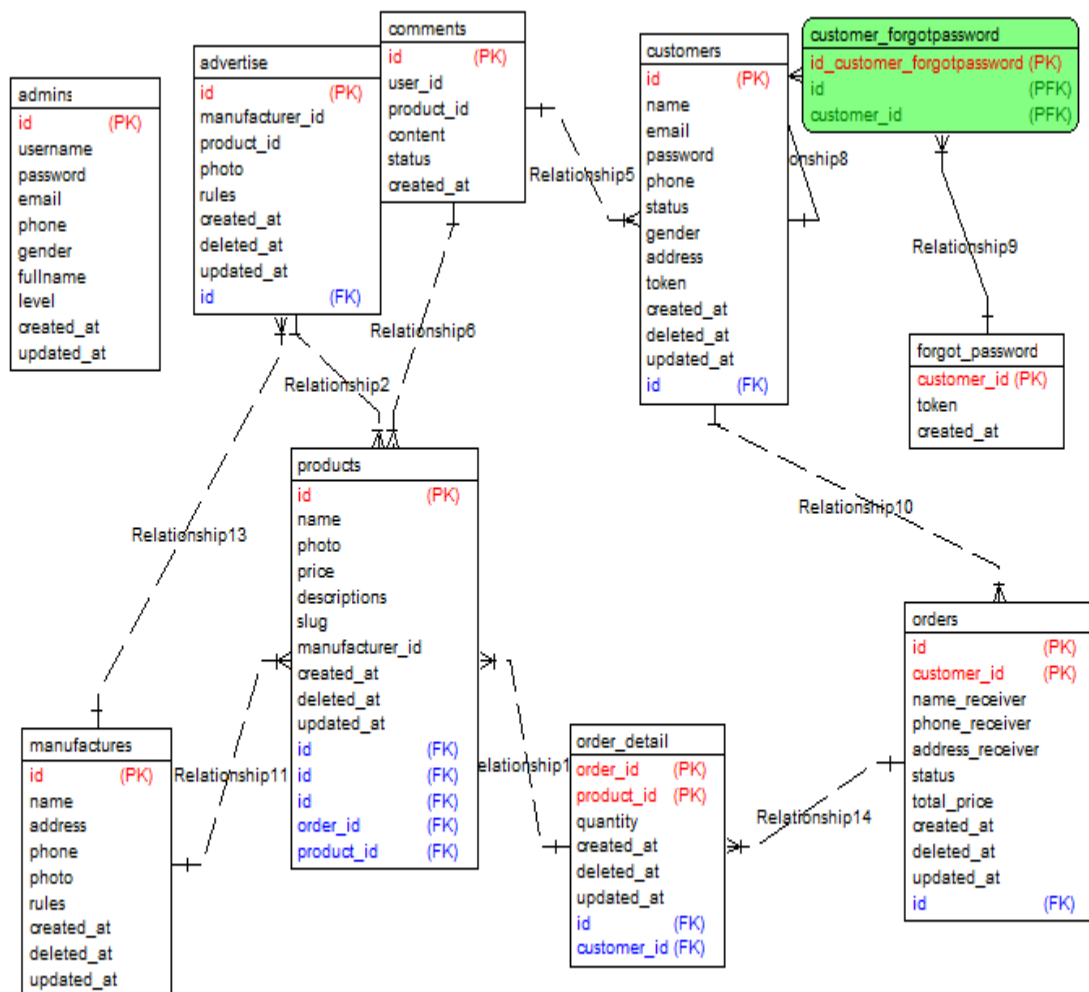 admins
id (PK)
username
password
email
phone
gender
fullname
level
created_at
updated_at
advertise
id (PK)
manufacturer_id
product_id
photo
rules
created_at
deleted_at
updated_at
id (FK)
comments
id (PK)
user_id
product_id
content
status
created_at
customers
id (PK)
name
email
password
phone
status
gender
address
token
created_at
deleted_at
updated_at
id (FK)
customer_forgotpassword
id_customer_forgotpassword (PK)
id (PFK)
customer_id (PFK)
Relationship5
onship8
Relationship9
forgot_password
customer_id (PK)
token
created_at
Relationship6
Relationship2
Relationship13
Relationship10
products
id (PK)
name
photo
price
descriptions
slug
manufacturer_id
created_at
deleted_at
updated_at
id (FK)
id (FK)
id (FK)
order_id (FK)
product_id (FK)
manufactures
id (PK)
name
address
phone
photo
rules
created_at
deleted_at
updated_at
Relationship11
elationship1
order_detail
order_id (PK)
product_id (PK)
quantity
created_at
deleted_at
updated_at
id (FK)
customer_id (FK)
Relationship14
orders
id (PK)
customer_id (PK)
name_receiver
phone_receiver
address_receiver
status
total_price
created_at
deleted_at
updated_at
id (FK)